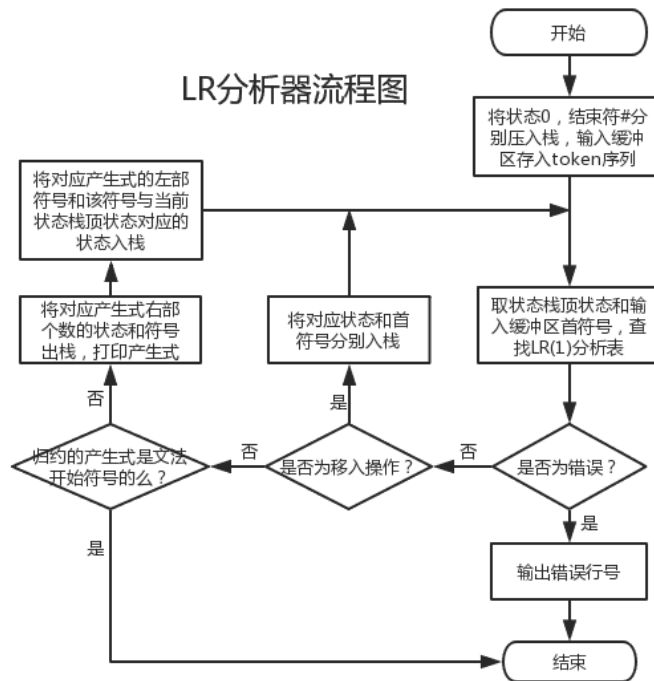 开始
LR分析器流程图
将状态0，结束符#分
别压入栈，输入缓冲
区存入token序列
将对应产生式的左部
符号和该符号与当前
状态栈顶状态对应的
状态入栈
将对应产生式右部
个数的状态和符号
出栈，打印产生式
将对应状态和首
符号分别入栈
取状态栈顶状态和输
入缓冲区首符号，查
找LR(1)分析表
否
是
归约的产生式是文法
开始符号的么？
否
是否为移入操作？
否
是否为错误？
是
是
输出错误行号
结束